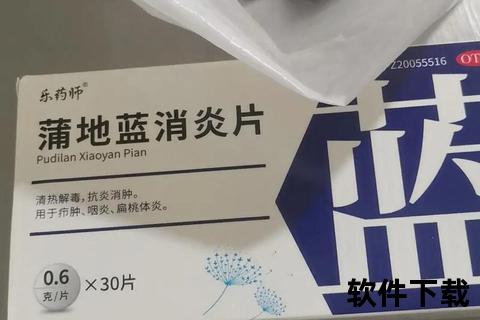 乐药师®
Z20055516
OT
蒲地蓝消炎片
Pudilan Xiaoyan Pian
清热解毒,抗炎消肿。
用于疖肿、咽炎、扁桃体炎。
蓝
0.6
克/片
×30片
软件下载